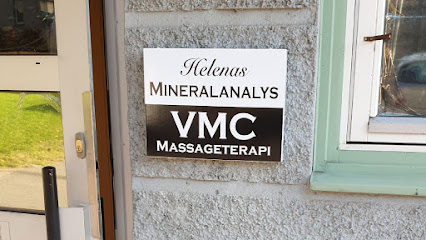 Helenas
MINERALANALYS
VMC
MASSAGETERAPI